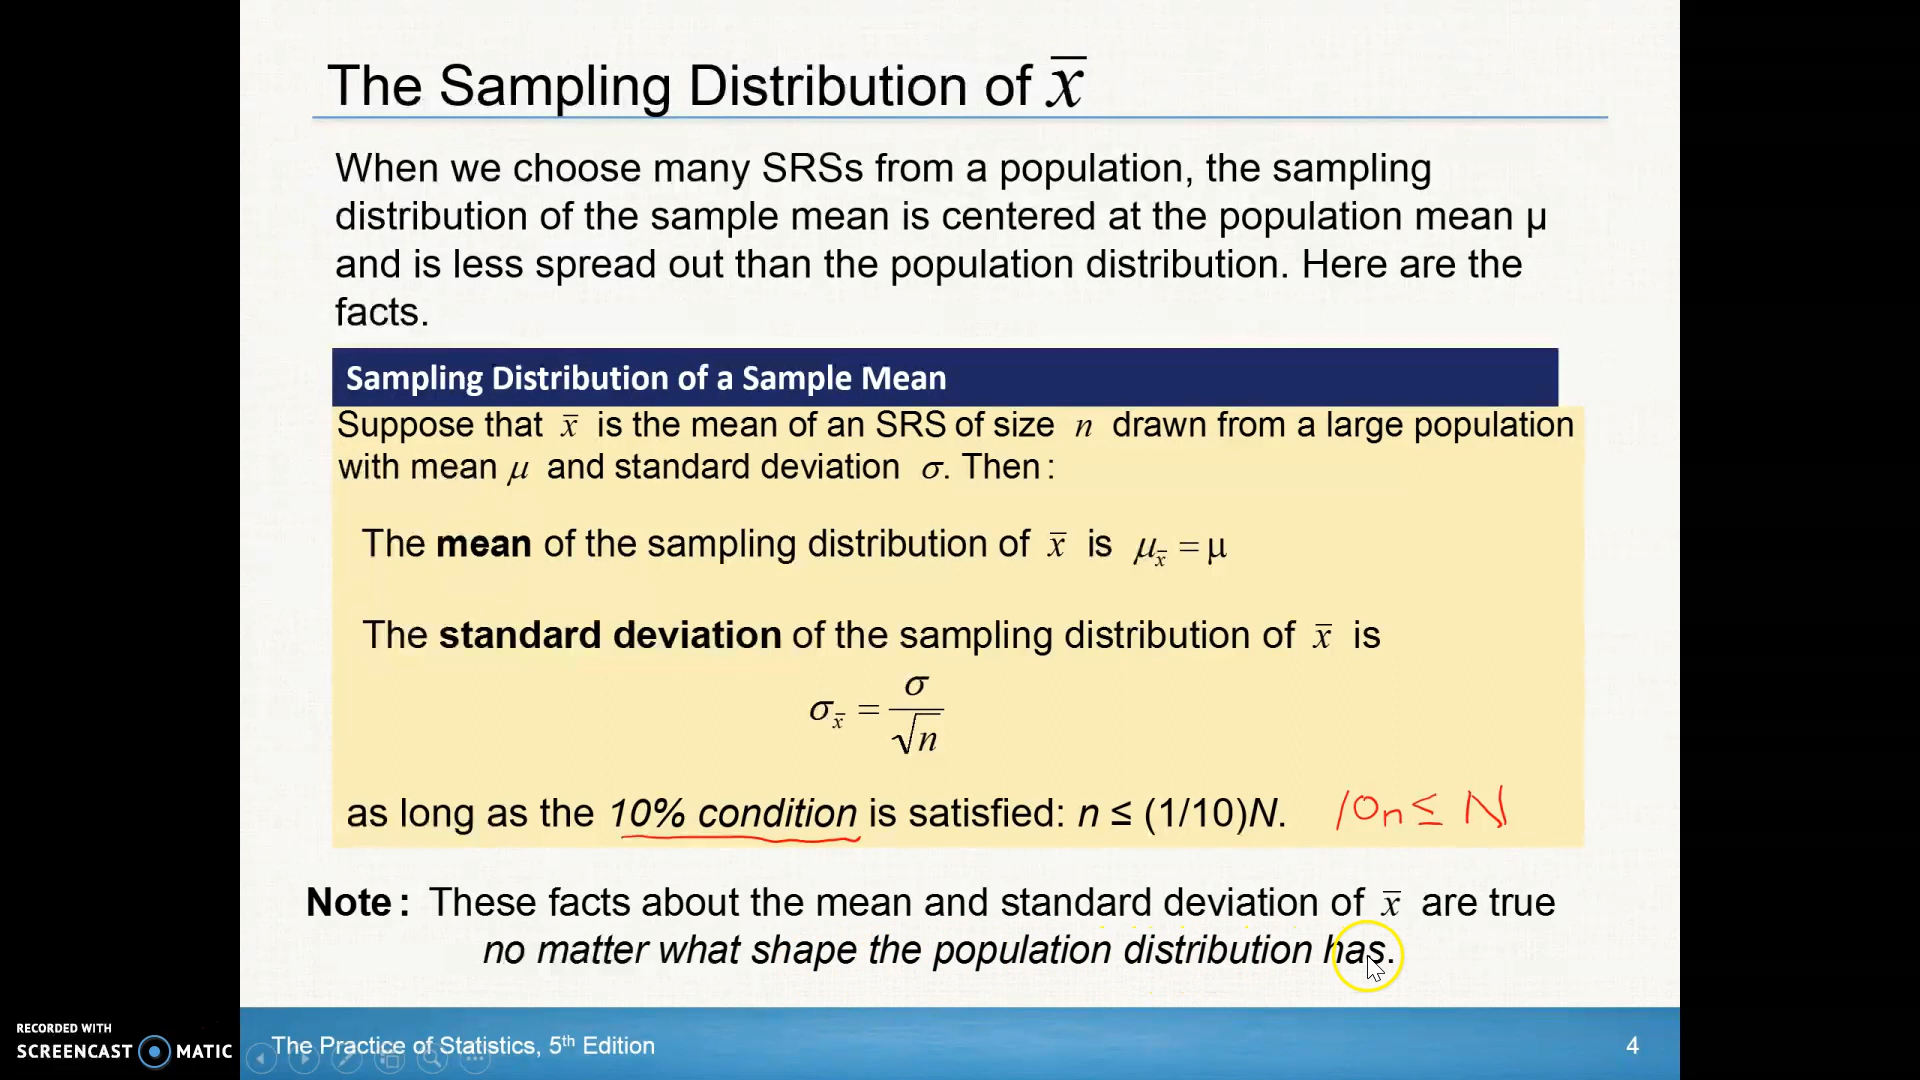 The Sampling Distribution of x̄
When we choose many SRSs from a population, the sampling
distribution of the sample mean is centered at the population mean µ
and is less spread out than the population distribution. Here are the
facts.
Sampling Distribution of a Sample Mean
Suppose that x̄ is the mean of an SRS of size n drawn from a large population
with mean μ and standard deviation σ. Then :
The mean of the sampling distribution of x̄ is μx̄ = µ
The standard deviation of the sampling distribution of x̄ is
σx̄ = σ/√n
as long as the 10% condition is satisfied: n ≤ (1/10)N. 10n ≤ N
Note : These facts about the mean and standard deviation of x̄ are true
no matter what shape the population distribution has.
RECORDED WITH
SCREENCAST MATIC
The Practice of Statistics, 5th Edition
4